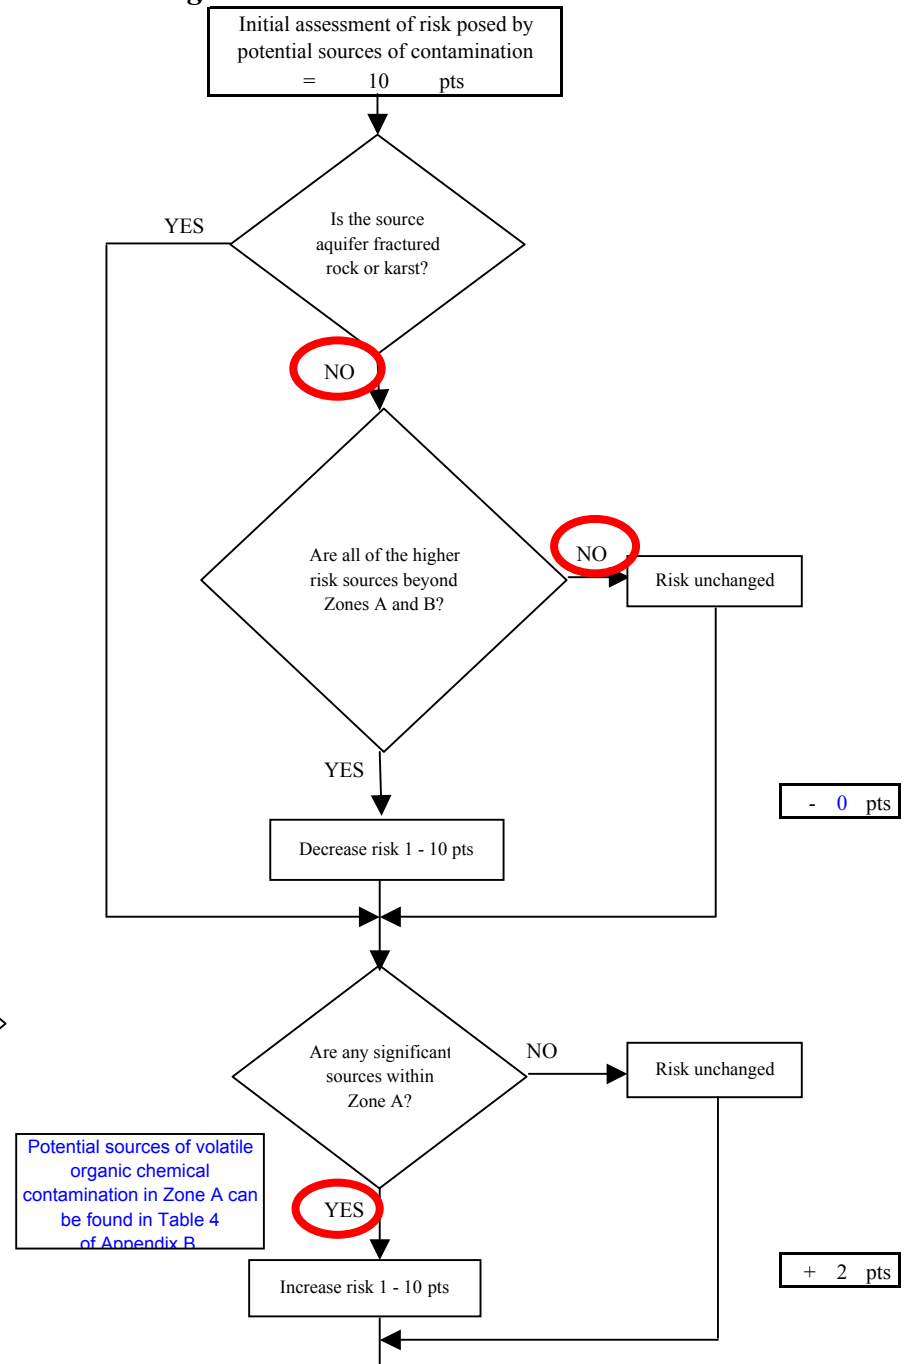 Initial assessment of risk posed by
potential sources of contamination
= 10 pts
Is the source
aquifer fractured
rock or karst?
YES
NO
Are all of the higher
risk sources beyond
Zones A and B?
NO
Risk unchanged
YES
- 0 pts
Decrease risk 1 - 10 pts
Are any significant
sources within
Zone A?
NO
Risk unchanged
Potential sources of volatile
organic chemical
contamination in Zone A can
be found in Table 4
of Appendix B
YES
Increase risk 1 - 10 pts
+ 2 pts